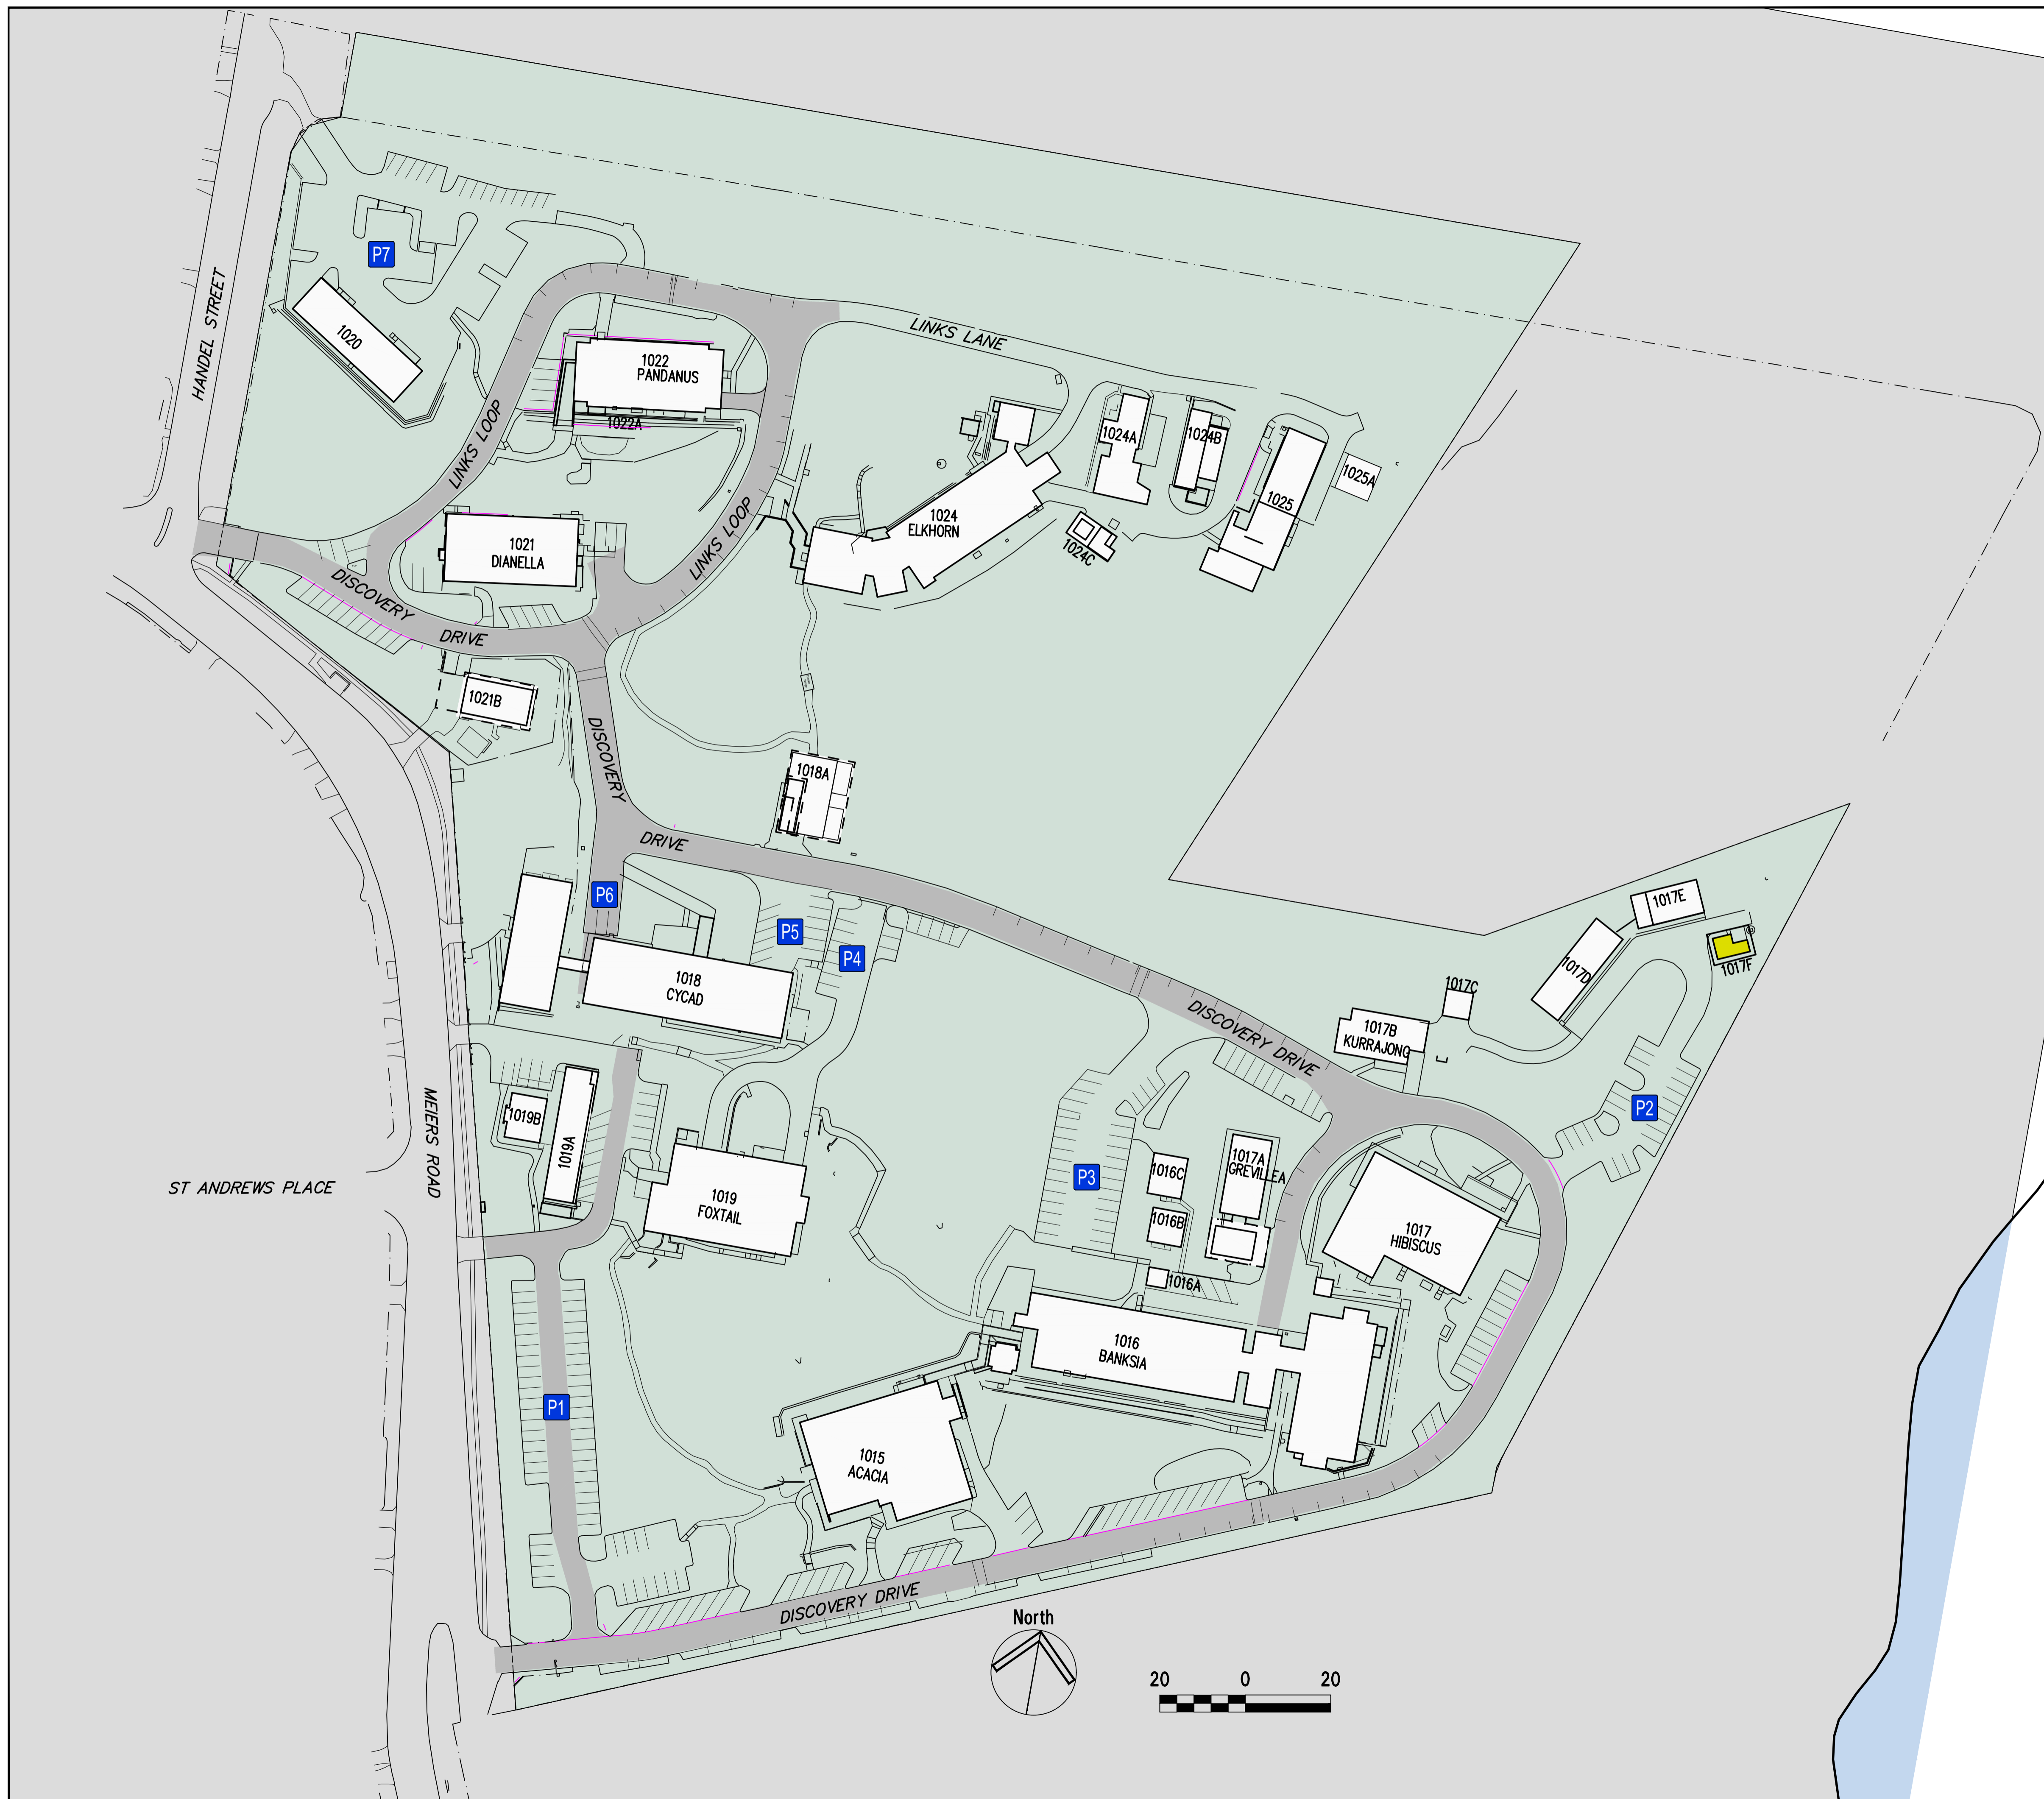 P7
HANDEL STREET
1020
LINKS LANE
1022
PANDANUS
1022A
LINKS LOOP
1024A
1024B
1025
1025A
1024
ELKHORN
1024C
LINKS LOOP
1021
DIANELLA
DISCOVERY
DRIVE
1021B
DISCOVERY
1018A
DRIVE
P6
P5
P4
1018
CYCAD
1017E
1017F
1017D
1017C
1017B
KURRAJONG
DISCOVERY DRIVE
P2
MEIERS ROAD
1019B
1019A
ST ANDREWS PLACE
1019
FOXTAIL
P3
1016C
1017A
GREVILLEA
1016B
1016A
1017
HIBISCUS
1016
BANKSIA
P1
1015
ACACIA
DISCOVERY DRIVE
North
20 0 20